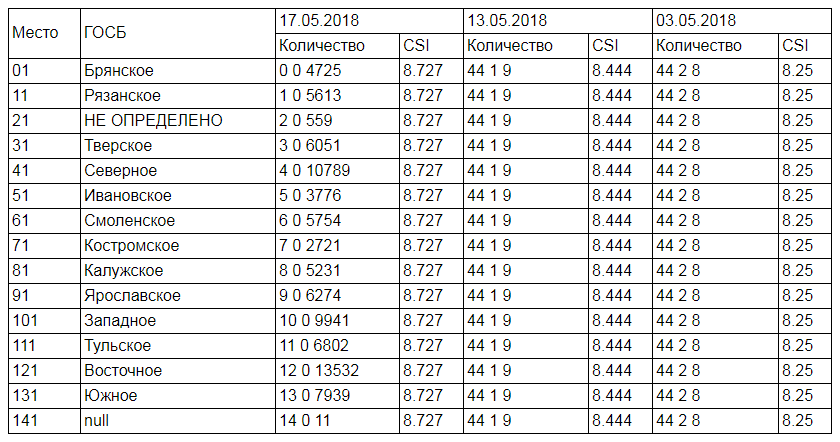 Место ГОСБ 17.05.2018 13.05.2018 03.05.2018
Количество CSI Количество CSI Количество CSI
01 Брянское 0 0 4725 8.727 44 1 9 8.444 44 2 8 8.25
11 Рязанское 1 0 5613 8.727 44 1 9 8.444 44 2 8 8.25
21 НЕ ОПРЕДЕЛЕНО 2 0 559 8.727 44 1 9 8.444 44 2 8 8.25
31 Тверское 3 0 6051 8.727 44 1 9 8.444 44 2 8 8.25
41 Северное 4 0 10789 8.727 44 1 9 8.444 44 2 8 8.25
51 Ивановское 5 0 3776 8.727 44 1 9 8.444 44 2 8 8.25
61 Смоленское 6 0 5754 8.727 44 1 9 8.444 44 2 8 8.25
71 Костромское 7 0 2721 8.727 44 1 9 8.444 44 2 8 8.25
81 Калужское 8 0 5231 8.727 44 1 9 8.444 44 2 8 8.25
91 Ярославское 9 0 6274 8.727 44 1 9 8.444 44 2 8 8.25
101 Западное 10 0 9941 8.727 44 1 9 8.444 44 2 8 8.25
111 Тульское 11 0 6802 8.727 44 1 9 8.444 44 2 8 8.25
121 Восточное 12 0 13532 8.727 44 1 9 8.444 44 2 8 8.25
131 Южное 13 0 7939 8.727 44 1 9 8.444 44 2 8 8.25
141 null 14 0 11 8.727 44 1 9 8.444 44 2 8 8.25